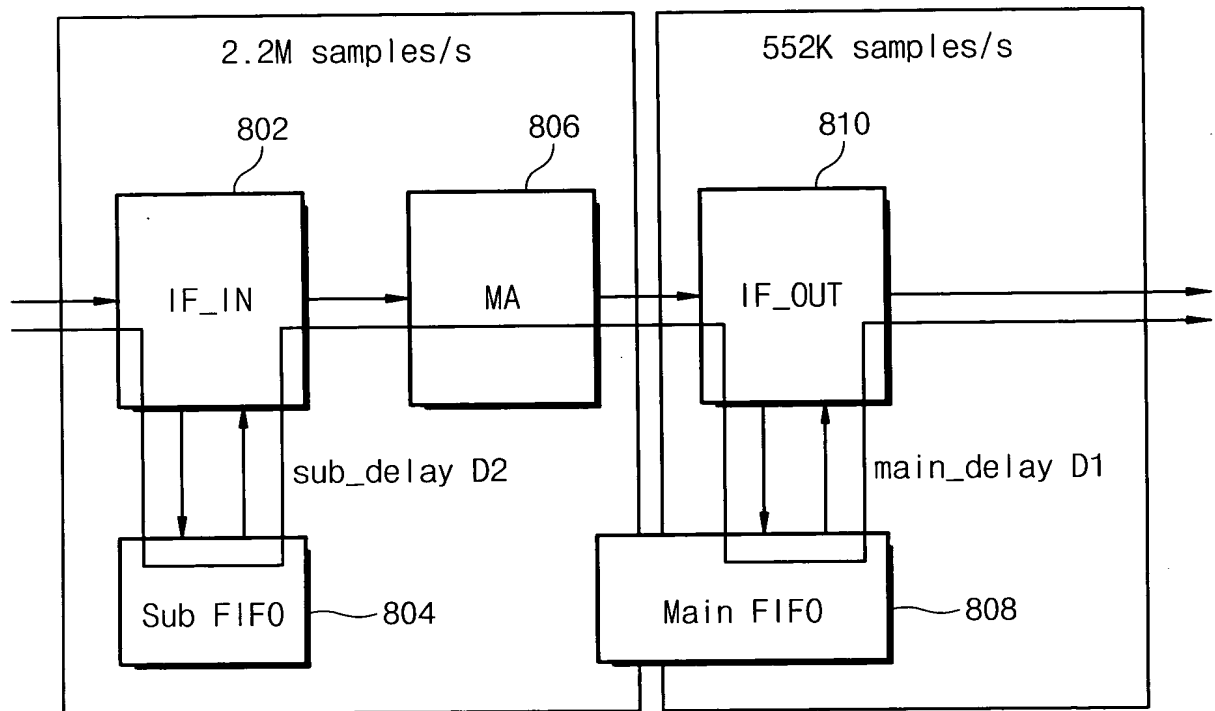 2.2M samples/s
552K samples/s
802
806
810
IF_IN
MA
IF_OUT
sub_delay D2
main_delay D1
Sub FIFO
804
Main FIFO
808